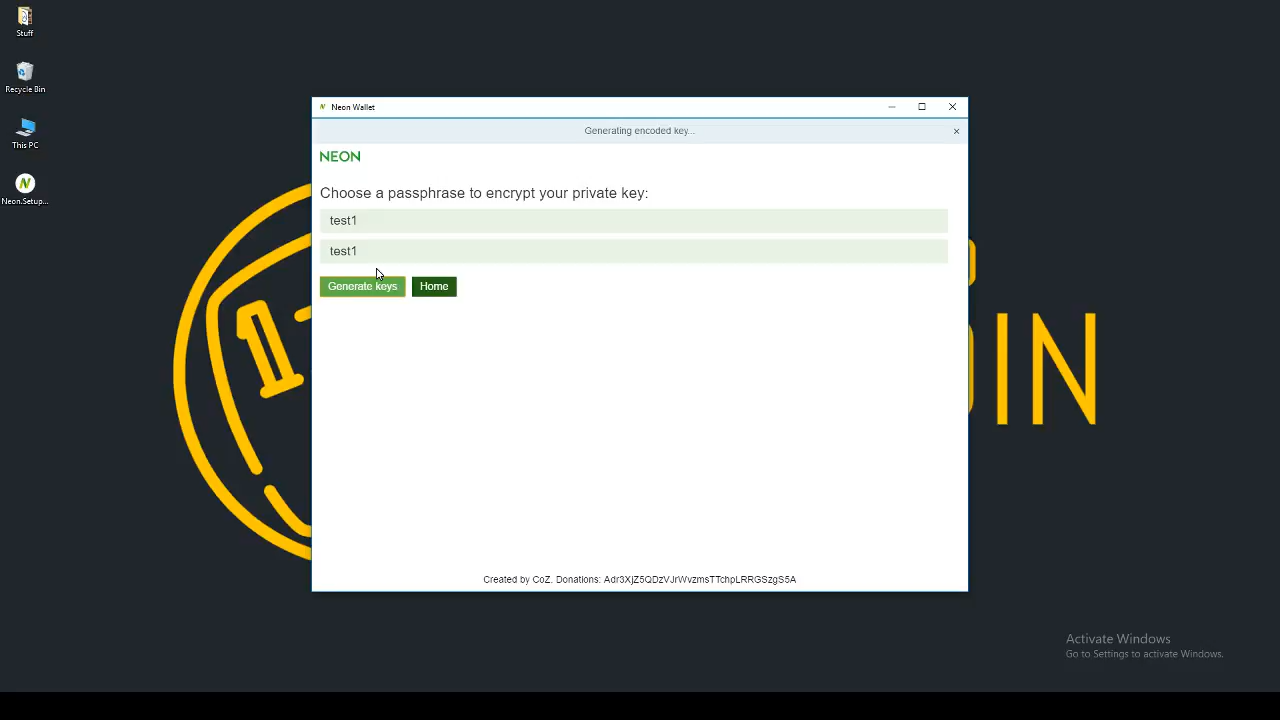 Stuff
Recycle Bin
This PC
Neon.Setup...
Neon Wallet
Generating encoded key...
NEON
Choose a passphrase to encrypt your private key:
test1
test1
Generate keys
Home
Created by CoZ. Donations: Adr3XjZ5QDzVJrWvzmsTTchpLRRGSzgS5A
1
IN
Activate Windows
Go to Settings to activate Windows.